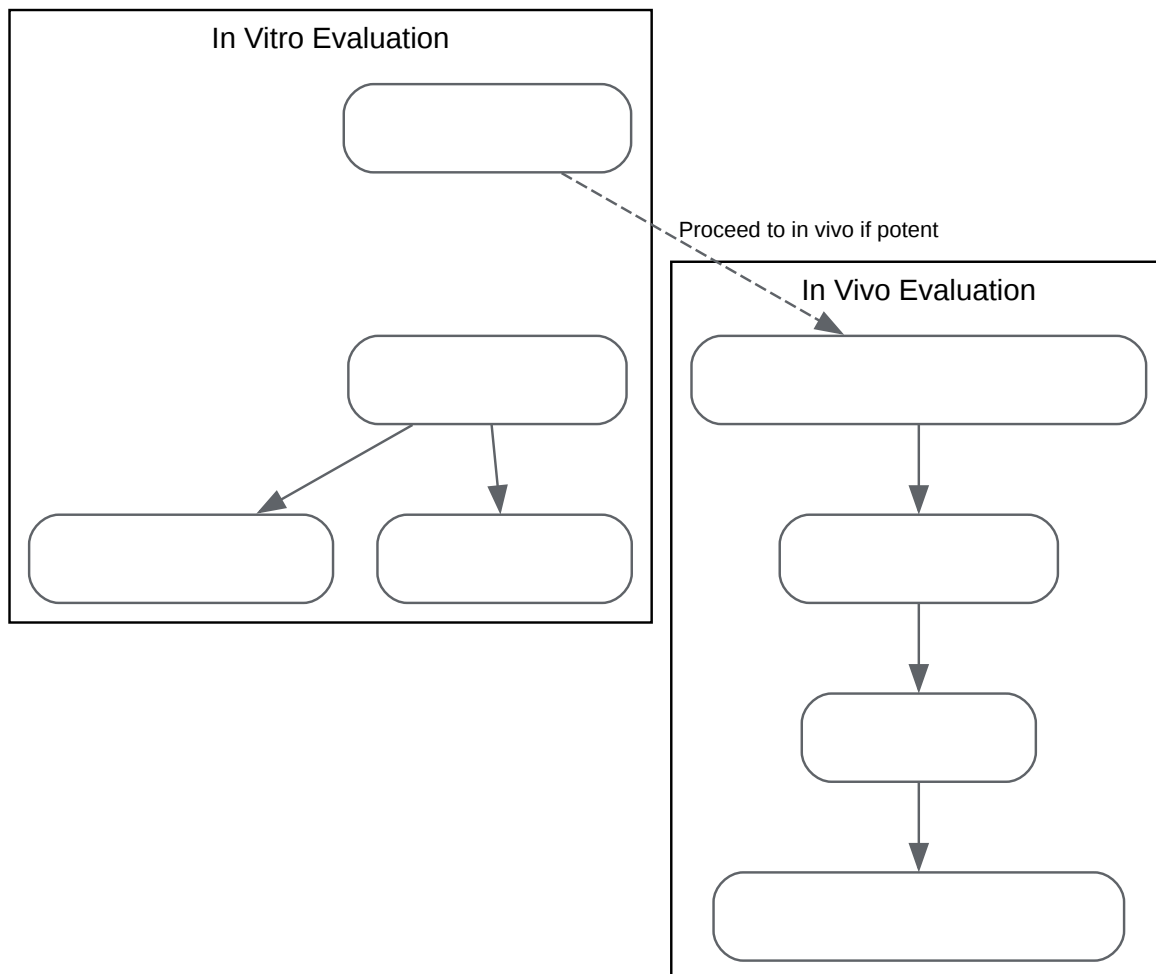 In Vitro Evaluation
Proceed to in vivo if potent
In Vivo Evaluation